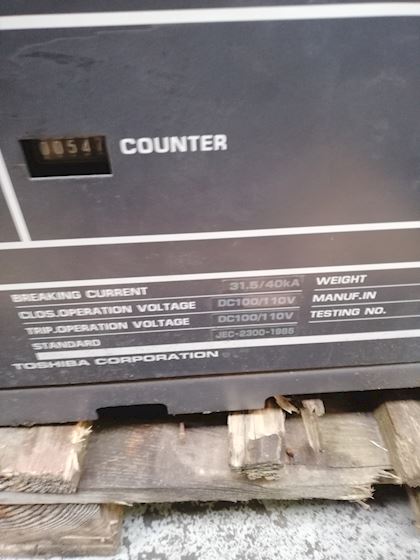 00541 COUNTER
BREAKING CURRENT 31.5/40kA WEIGHT
CLOS.OPERATION VOLTAGE DC100/110V MANUF.IN
TRIP.OPERATION VOLTAGE DC100/110V TESTING NO.
STANDARD JEC-2300-1985
TOSHIBA CORPORATION